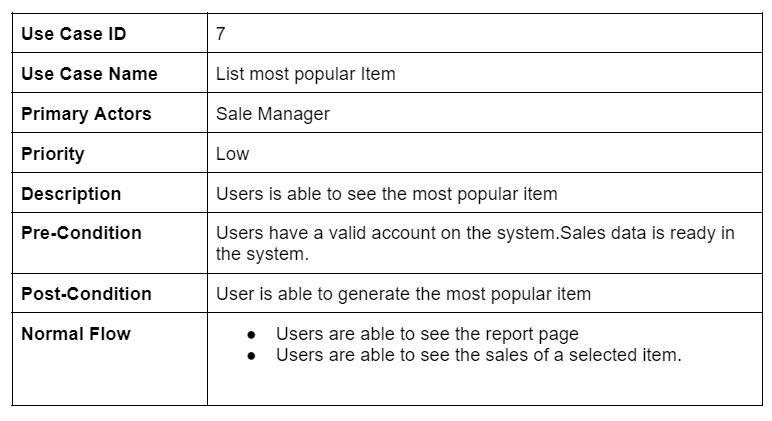 Use Case ID 7
Use Case Name List most popular Item
Primary Actors Sale Manager
Priority Low
Description Users is able to see the most popular item
Pre-Condition Users have a valid account on the system.Sales data is ready in
the system.
Post-Condition User is able to generate the most popular item
Normal Flow ● Users are able to see the report page
● Users are able to see the sales of a selected item.